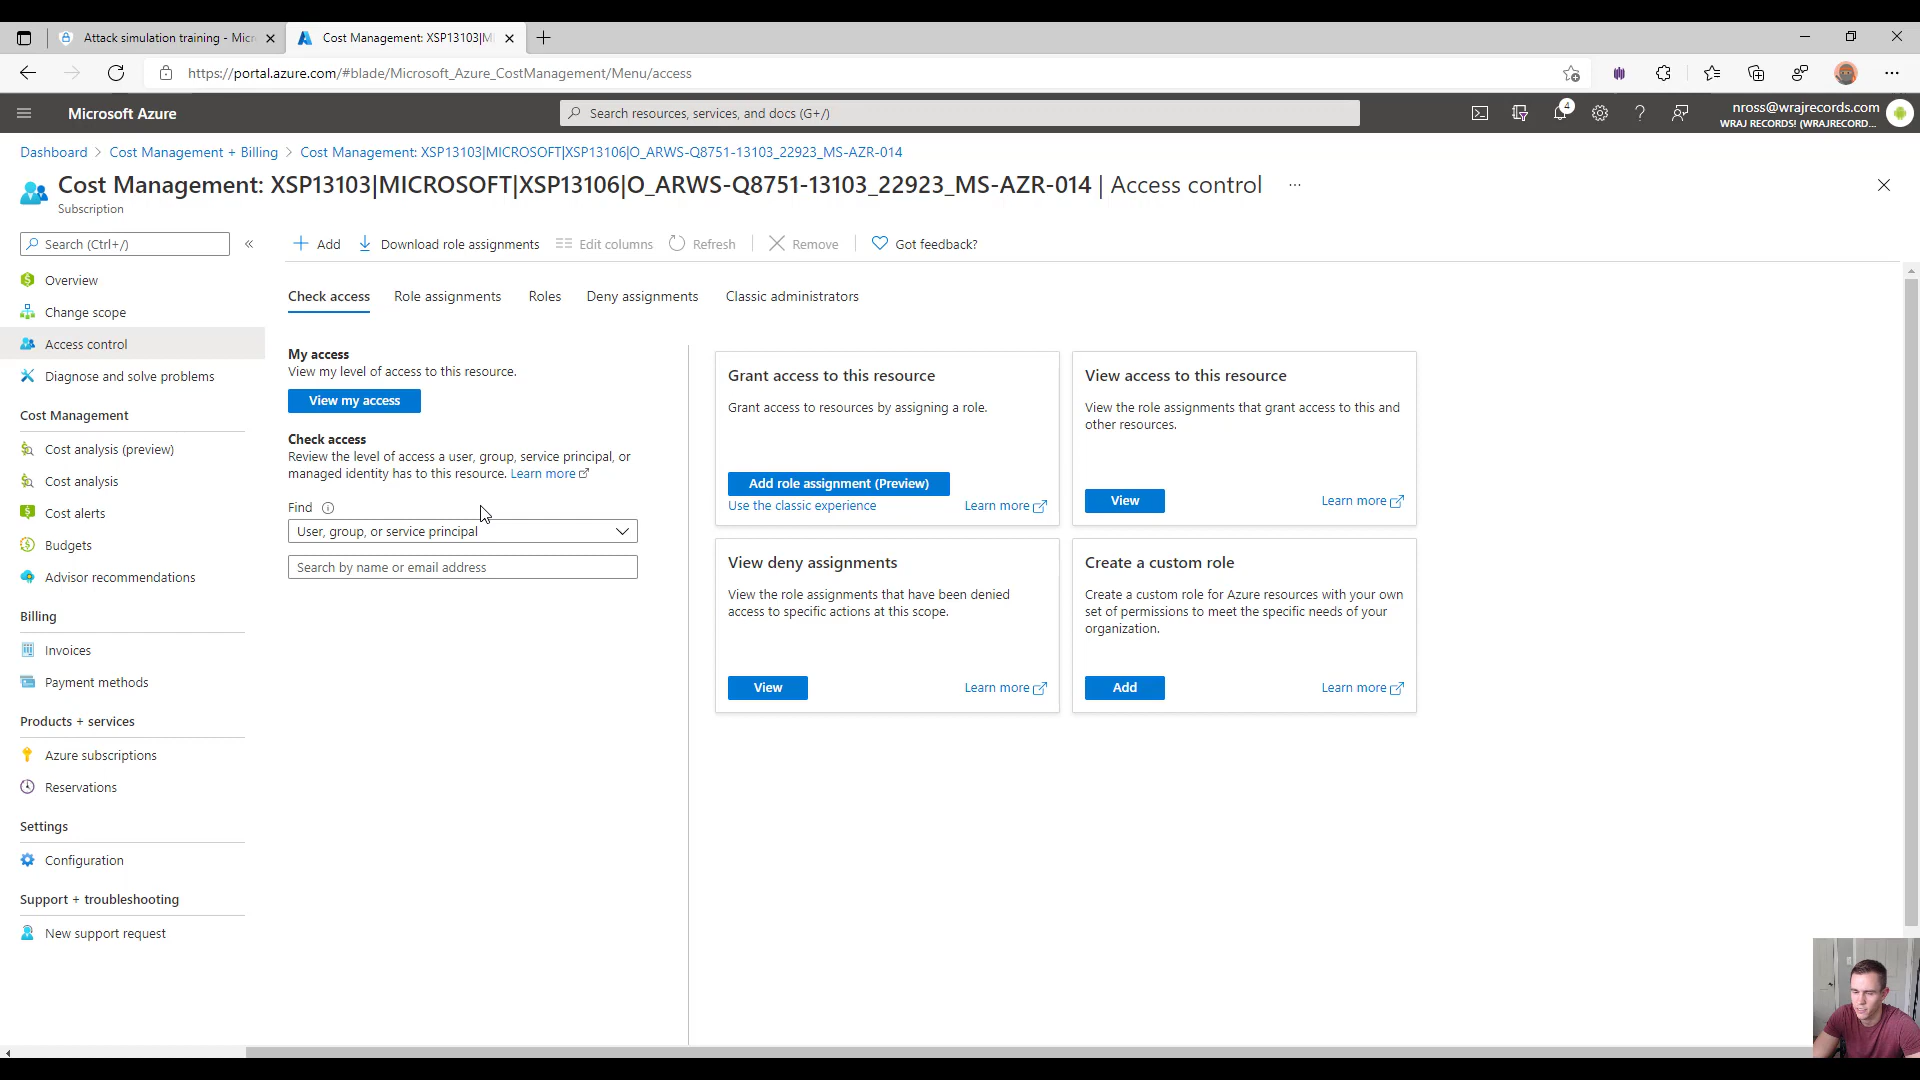 Attack simulation training - Micr
Cost Management: XSP13103|M
https://portal.azure.com/#blade/Microsoft_Azure_CostManagement/Menu/access
Microsoft Azure
Search resources, services, and docs (G+/)
4
nross@wrajrecords.com
WRAJ RECORDS! (WRAJRECORD...
Dashboard
Cost Management + Billing
Cost Management: XSP13103|MICROSOFT|XSP13106|O_ARWS-Q8751-13103_22923_MS-AZR-014
Cost Management: XSP13103|MICROSOFT|XSP13106|O_ARWS-Q8751-13103_22923_MS-AZR-014 | Access control ...
Subscription
Search (Ctrl+/)
«
Add
Download role assignments
Edit columns
Refresh
Remove
Got feedback?
Overview
Change scope
Access control
Diagnose and solve problems
Cost Management
Cost analysis (preview)
Cost analysis
Cost alerts
Budgets
Advisor recommendations
Billing
Invoices
Payment methods
Products + services
Azure subscriptions
Reservations
Settings
Configuration
Support + troubleshooting
New support request
Check access
Role assignments
Roles
Deny assignments
Classic administrators
My access
View my level of access to this resource.
View my access
Check access
Review the level of access a user, group, service principal, or
managed identity has to this resource. Learn more
Find
User, group, or service principal
Search by name or email address
Grant access to this resource
Grant access to resources by assigning a role.
Add role assignment (Preview)
Use the classic experience
Learn more
View access to this resource
View the role assignments that grant access to this and
other resources.
View
Learn more
View deny assignments
View the role assignments that have been denied
access to specific actions at this scope.
View
Learn more
Create a custom role
Create a custom role for Azure resources with your own
set of permissions to meet the specific needs of your
organization.
Add
Learn more